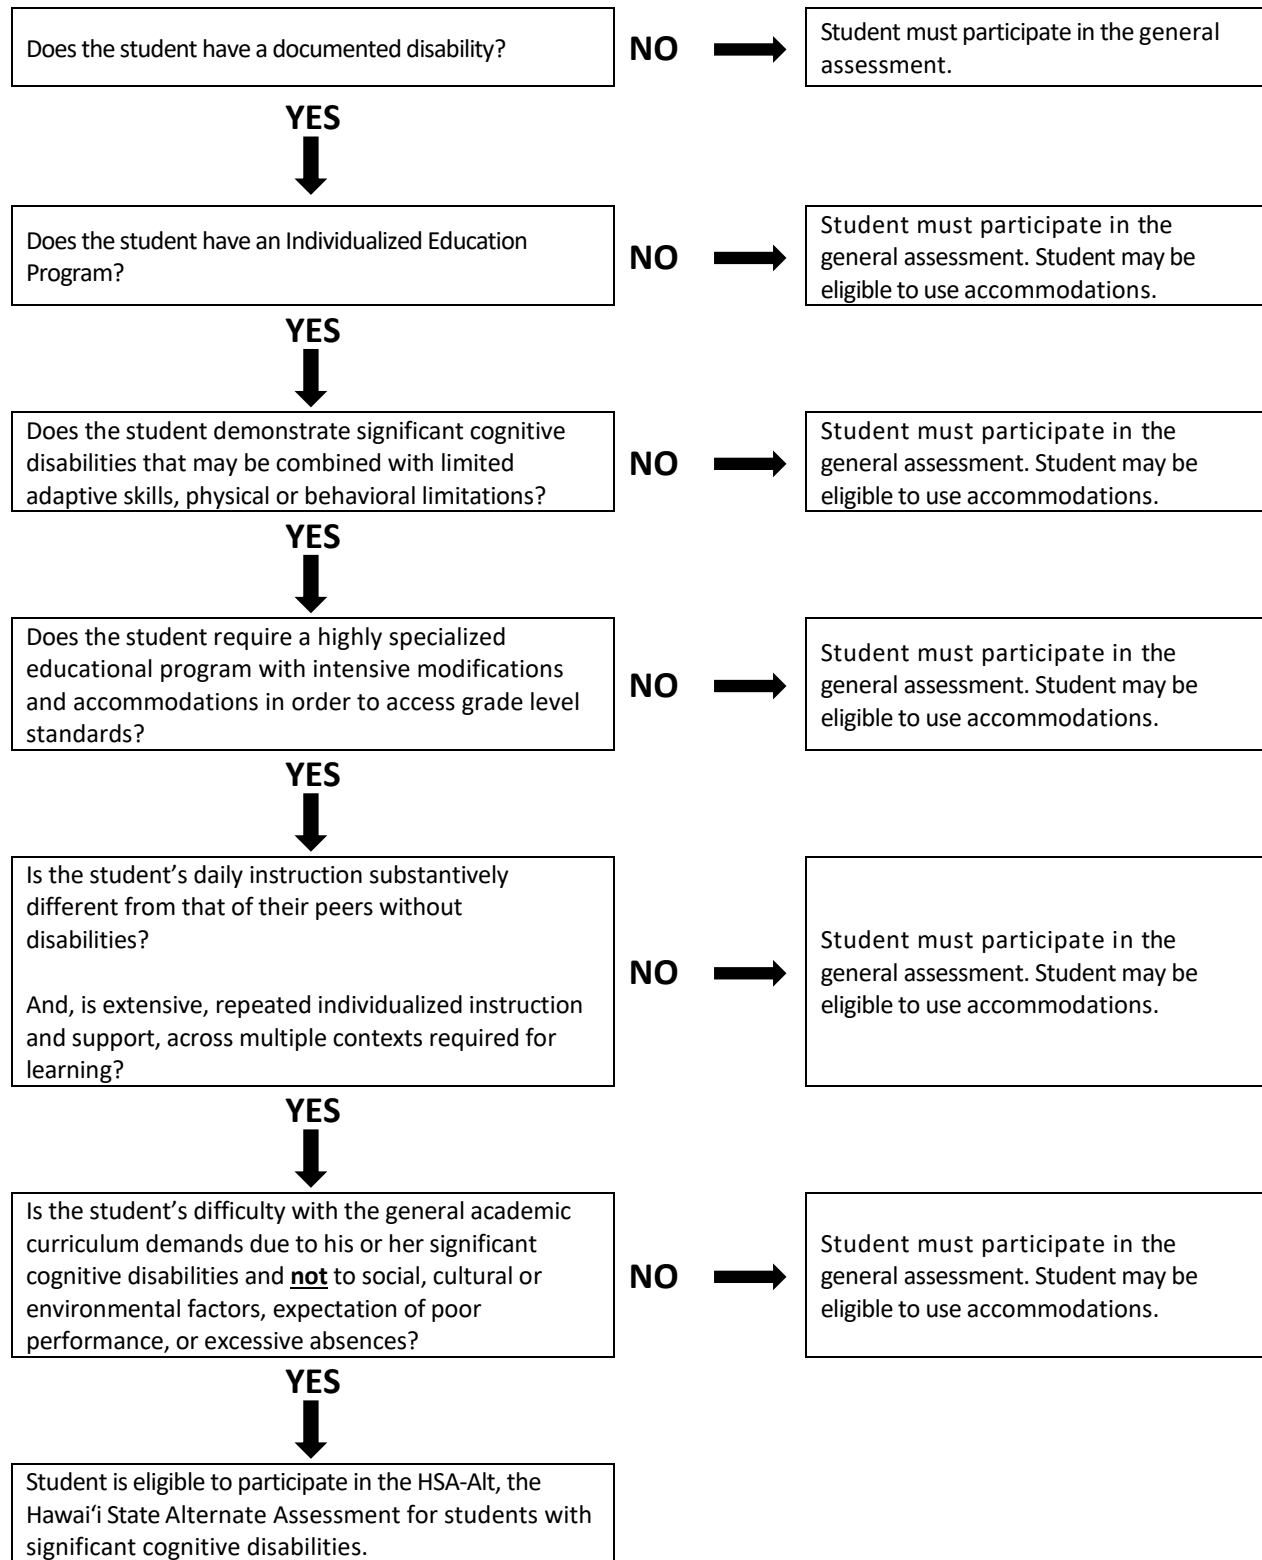 Does the student have a documented disability?
NO
Student must participate in the general
assessment.
YES
Does the student have an Individualized Education
Program?
NO
Student must participate in the
general assessment. Student may be
eligible to use accommodations.
YES
Does the student demonstrate significant cognitive
disabilities that may be combined with limited
adaptive skills, physical or behavioral limitations?
NO
Student must participate in the
general assessment. Student may be
eligible to use accommodations.
YES
Does the student require a highly specialized
educational program with intensive modifications
and accommodations in order to access grade level
standards?
NO
Student must participate in the
general assessment. Student may be
eligible to use accommodations.
YES
Is the student’s daily instruction substantively
different from that of their peers without
disabilities?
And, is extensive, repeated individualized instruction
and support, across multiple contexts required for
learning?
NO
Student must participate in the
general assessment. Student may be
eligible to use accommodations.
YES
Is the student’s difficulty with the general academic
curriculum demands due to his or her significant
cognitive disabilities and not to social, cultural or
environmental factors, expectation of poor
performance, or excessive absences?
NO
Student must participate in the
general assessment. Student may be
eligible to use accommodations.
YES
Student is eligible to participate in the HSA-Alt, the
Hawai‘i State Alternate Assessment for students with
significant cognitive disabilities.